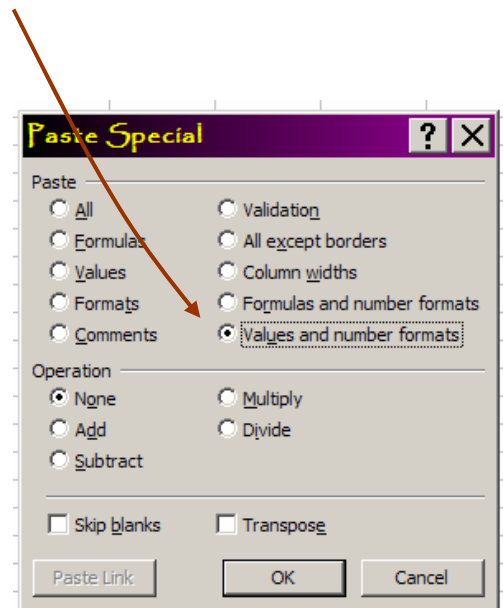 Paste Special ? X
Paste
All
Formulas
Values
Formats
Comments
Validation
All except borders
Column widths
Formulas and number formats
Values and number formats
Operation
None
Add
Subtract
Multiply
Divide
Skip blanks
Transpose
Paste Link
OK
Cancel